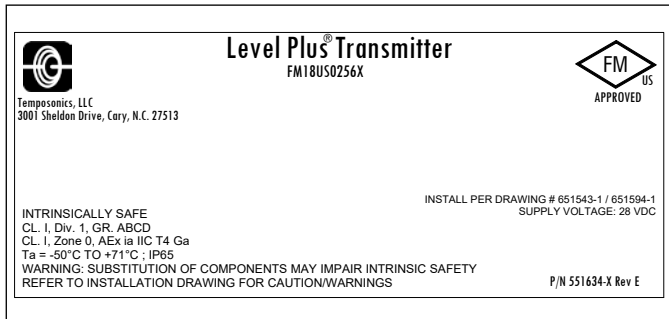 Level Plus® Transmitter
FM18US0256X
FM
US
APPROVED
Temposonics, LLC
3001 Sheldon Drive, Cary, N.C. 27513
INSTALL PER DRAWING # 651543-1 / 651594-1
SUPPLY VOLTAGE: 28 VDC
INTRINSICALLY SAFE
CL. I, Div. 1, GR. ABCD
CL. I, Zone 0, AEx ia IIC T4 Ga
Ta = -50°C TO +71°C ; IP65
WARNING: SUBSTITUTION OF COMPONENTS MAY IMPAIR INTRINSIC SAFETY
REFER TO INSTALLATION DRAWING FOR CAUTION/WARNINGS
P/N 551634-X Rev E